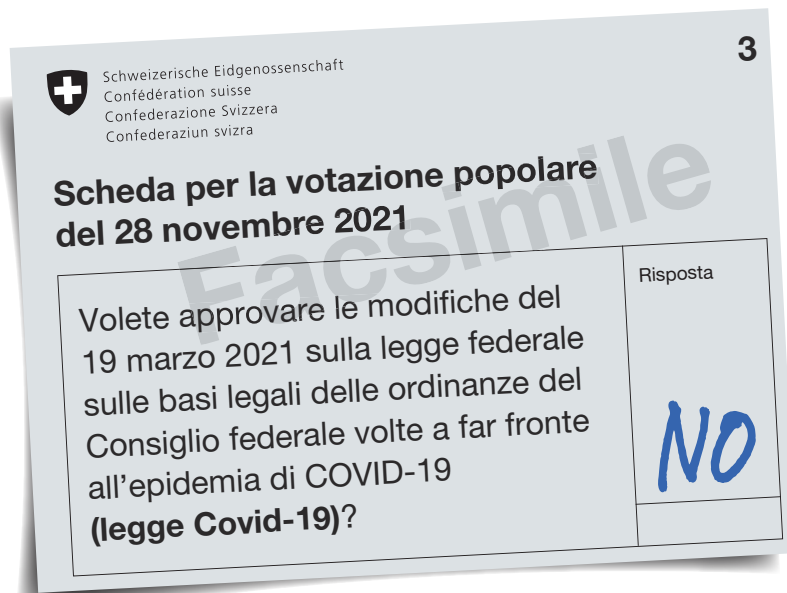 3
Schweizerische Eidgenossenschaft
Confédération suisse
Confederazione Svizzera
Confederaziun svizra
Scheda per la votazione popolare
del 28 novembre 2021
Facsimile
Volete approvare le modifiche del
19 marzo 2021 sulla legge federale
sulle basi legali delle ordinanze del
Consiglio federale volte a far fronte
all'epidemia di COVID-19
(legge Covid-19)?
Risposta
NO